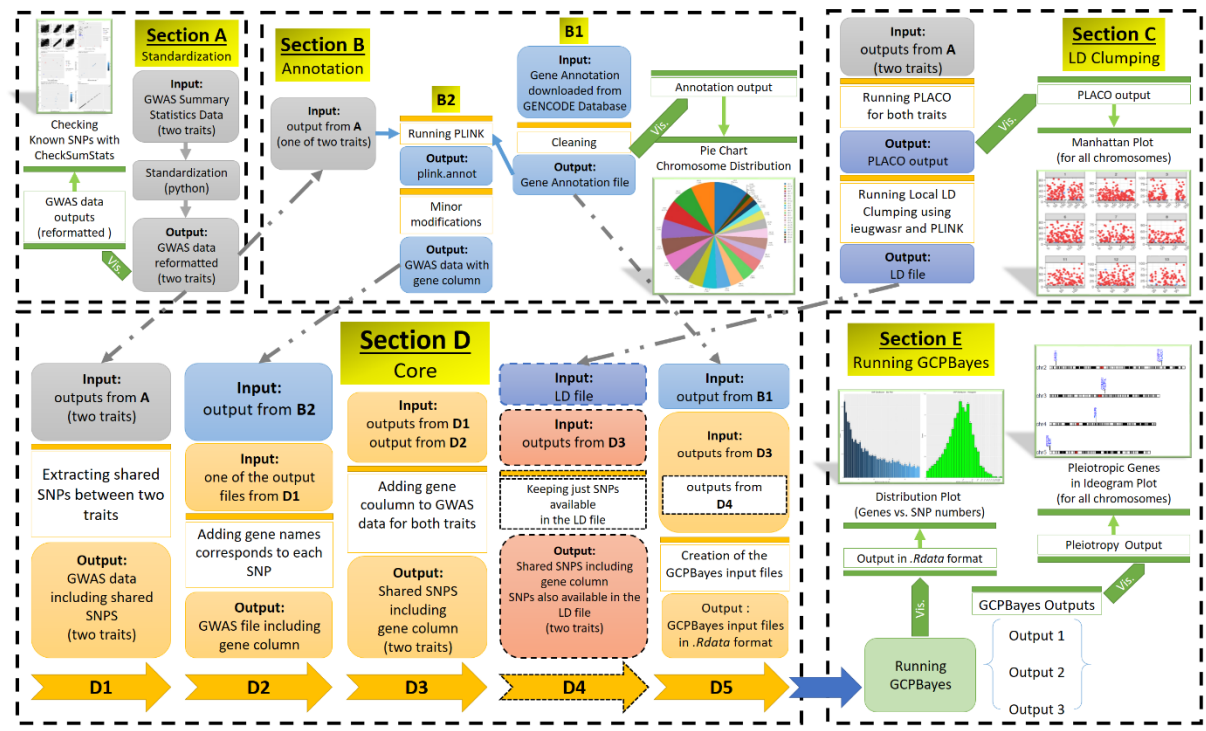 Section A
Standardization
Input:
GWAS Summary
Statistics Data
(two traits)
Standardization
(python)
Output:
GWAS data
reformatted
(two traits)
Checking
Known SNPs with
CheckSumStats
GWAS data
outputs
(reformatted )
Vis.
Section B
Annotation
Input:
output from A
(one of two traits)
B2
Running PLINK
Output:
plink.annot
Minor
modifications
Output:
GWAS data with
gene column
B1
Input:
Gene Annotation
downloaded from
GENCODE Database
Cleaning
Output:
Gene Annotation file
Vis.
Annotation output
Pie Chart
Chromosome Distribution
Input:
outputs from A
(two traits)
Running PLACO
for both traits
Output:
PLACO output
Running Local LD
Clumping using
ieugwasr and PLINK
Output:
LD file
Vis.
Section C
LD Clumping
PLACO output
Manhattan Plot
(for all chromosomes)
Section D
Core
Input:
outputs from A
(two traits)
Extracting shared
SNPs between two
traits
Output:
GWAS data
including shared
SNPS
(two traits)
D1
Input:
output from B2
Input:
one of the output
files from D1
Adding gene names
corresponds to each
SNP
Output:
GWAS file including
gene column
D2
Input:
outputs from D1
output from D2
Adding gene
coulumn to GWAS
data for both traits
Output:
Shared SNPS
including
gene column
(two traits)
D3
Input:
LD file
Input:
outputs from D3
Keeping just SNPs
available
in the LD file
Output:
Shared SNPS including
gene column
SNPs also available in the
LD file
(two traits)
D4
Input:
output from B1
Input:
outputs from D3
outputs from
D4
Creation of the
GCPBayes input files
Output :
GCPBayes input files
in .Rdata format
D5
Section E
Running GCPBayes
Distribution Plot
(Genes vs. SNP numbers)
Output in .Rdata format
Vis.
Running
GCPBayes
chr2
chr3
chr4
chr5
Pleiotropic Genes
in Ideogram Plot
(for all chromosomes)
Pleiotropy Output
Vis.
GCPBayes Outputs
Output 1
Output 2
Output 3